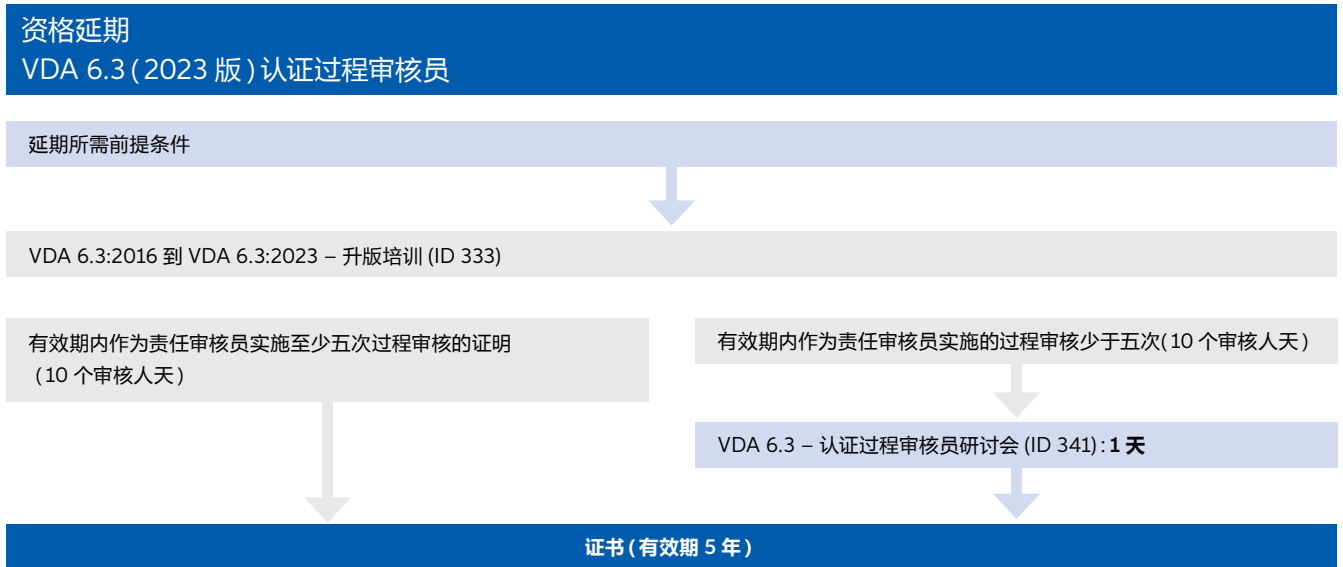 资格延期
VDA 6.3(2023 版)认证过程审核员
延期所需前提条件
VDA 6.3:2016 到 VDA 6.3:2023 – 升版培训 (ID 333)
有效期内作为责任审核员实施至少五次过程审核的证明
(10 个审核人天)
有效期内作为责任审核员实施的过程审核少于五次(10 个审核人天)
VDA 6.3 – 认证过程审核员研讨会 (ID 341):1 天
证书(有效期 5 年)